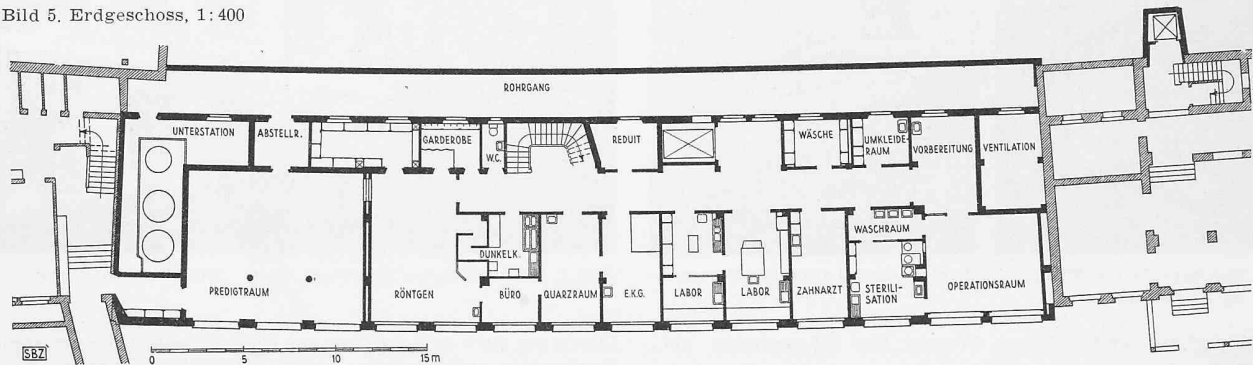 Bild 5. Erdgeschoss, 1:400
ROHRGANG
UNTERSTATION
ABSTELLR.
GARDEROBE
W.C.
REDUIT
WÄSCHE
UMKLEIDE-
RAUM
VORBEREITUNG
VENTILATION
WASCHRAUM
DUNKELK.
PREDIGTRAUM
RÖNTGEN
BÜRO
QUARZRAUM
E.K.G.
LABOR
LABOR
ZAHNARZT
STERILI-
SATION
OPERATIONSRAUM
SBZ
0 5 10 15 m